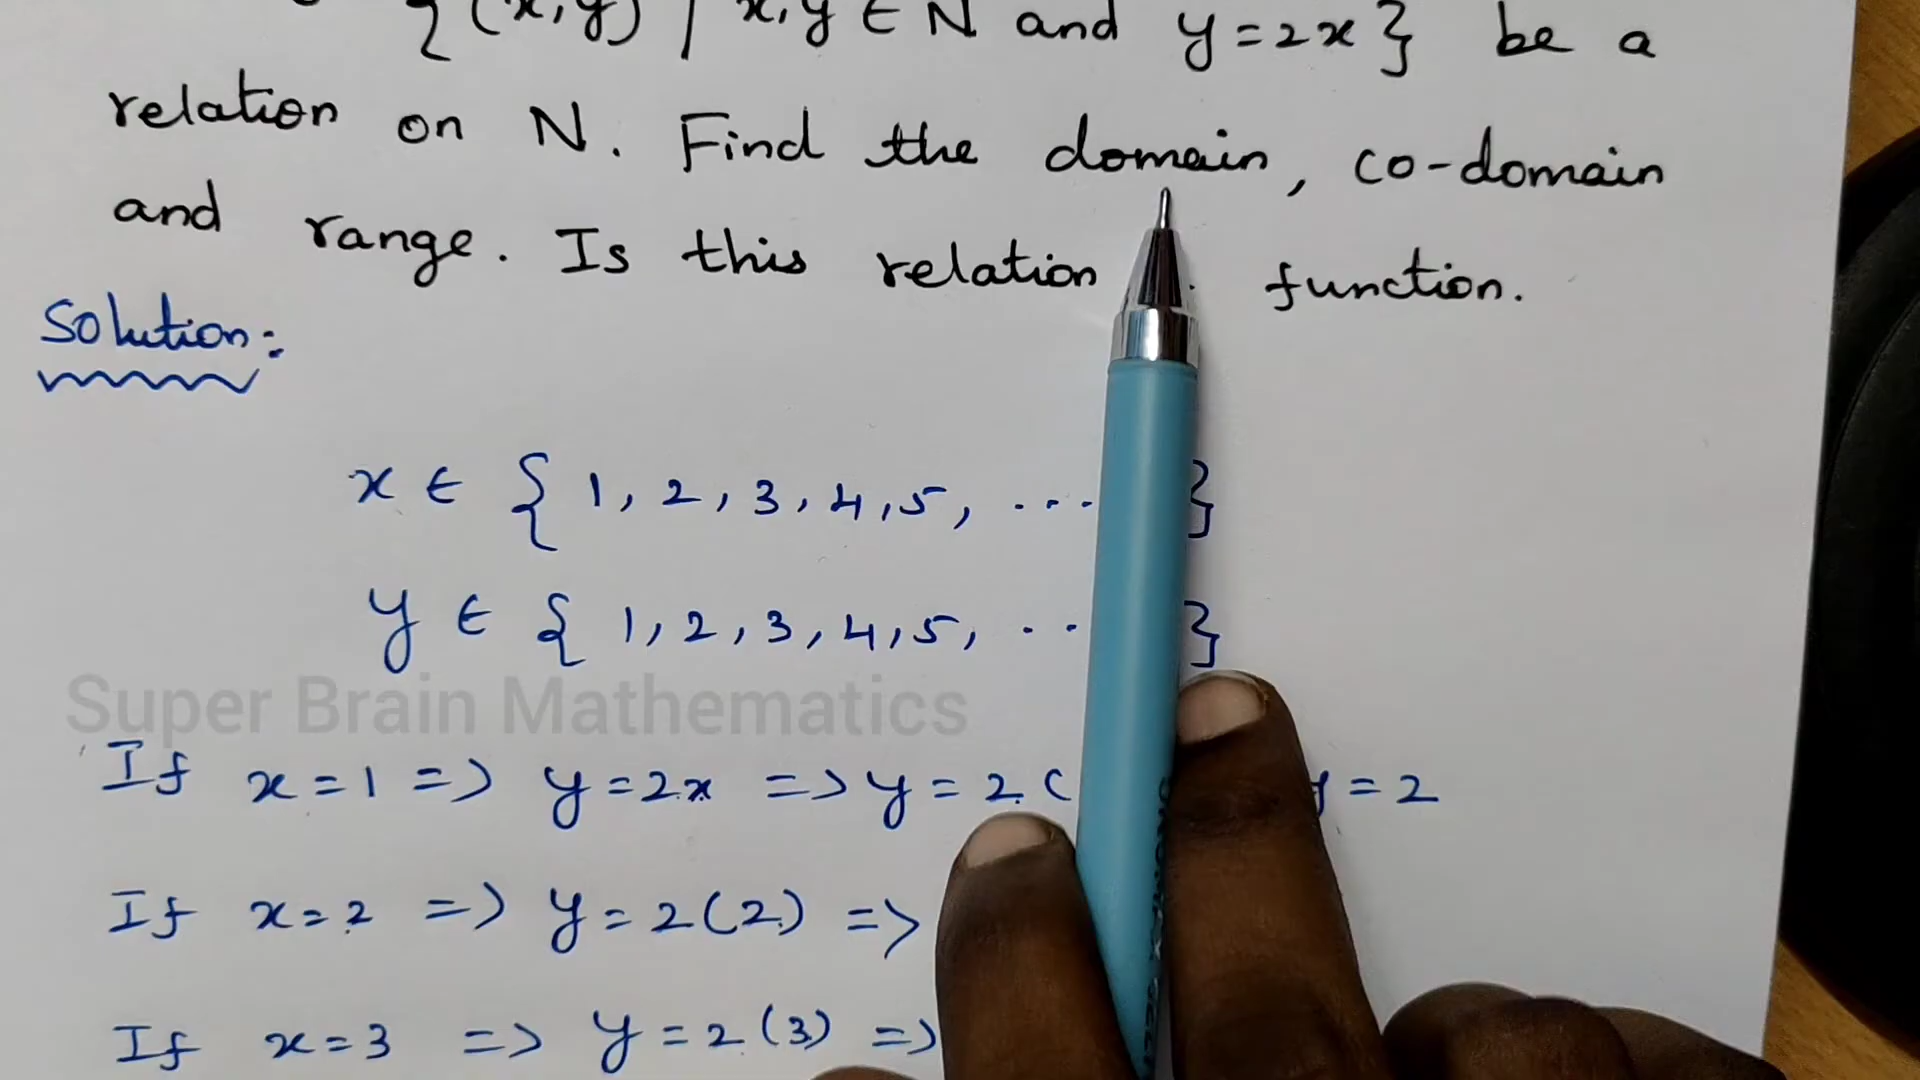 {(x,y) / x,y ∈ N and y=2x} be a
relation on N. Find the domain, co-domain
and range. Is this relation function.
Solution:
x ∈ { 1, 2, 3, 4, 5, ... }
y ∈ { 1, 2, 3, 4, 5, .. }
Super Brain Mathematics
If x = 1 => y = 2x => y = 2( y = 2
If x = 2 => y = 2(2) =>
If x = 3 => y = 2(3) =>